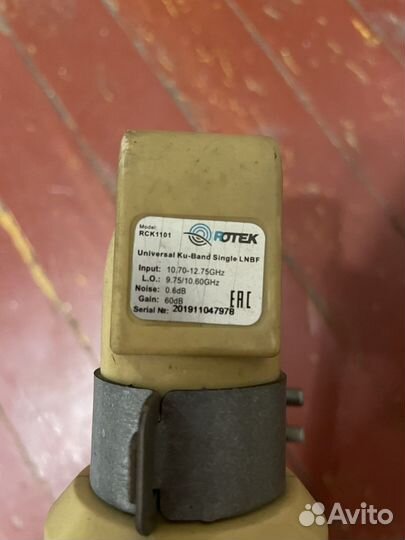 Model:
RCK1101
ROTEK
Universal Ku-Band Single LNBF
Input: 10.70-12.75GHz
L.O.: 9.75/10.60GHz
Noise: 0.6dB
Gain: 60dB
EAC
Serial Nr: 201911047978
Avito